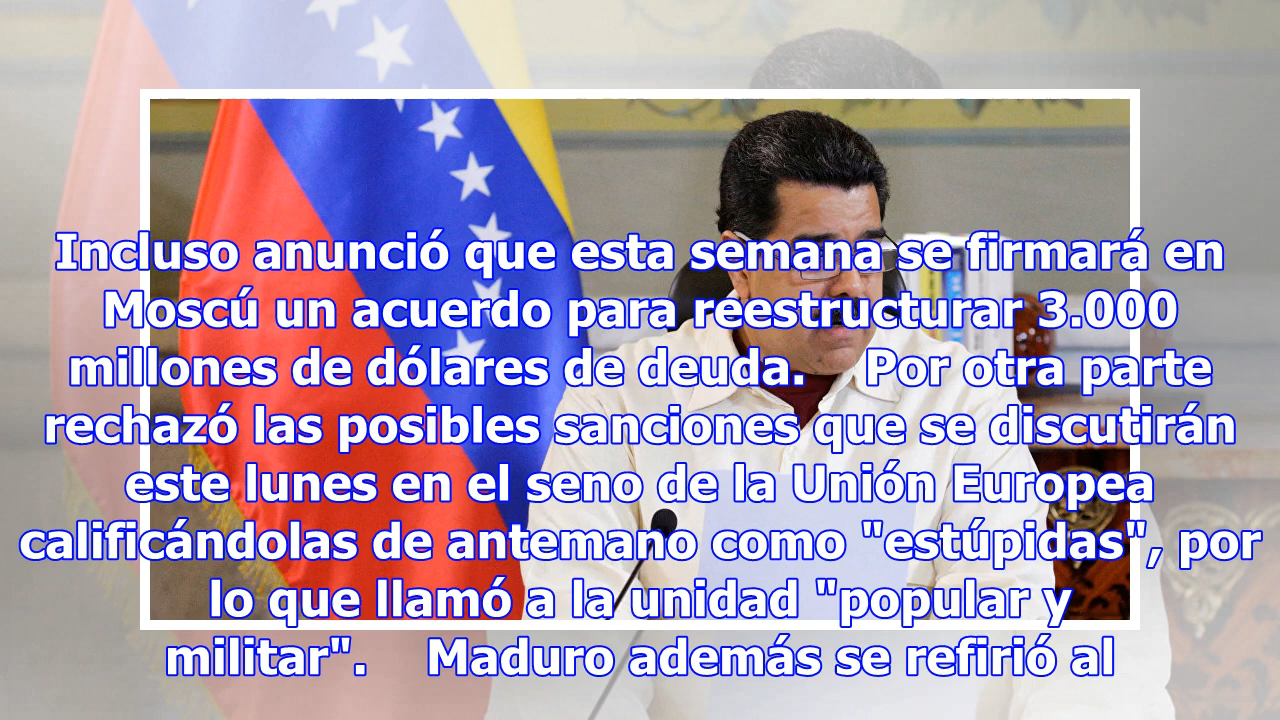 Incluso anunció que esta semana se firmará en
Moscú un acuerdo para reestructurar 3.000
millones de dólares de deuda. Por otra parte
rechazó las posibles sanciones que se discutirán
este lunes en el seno de la Unión Europea
calificándolas de antemano como "estúpidas", por
lo que llamó a la unidad "popular y
militar". Maduro además se refirió al